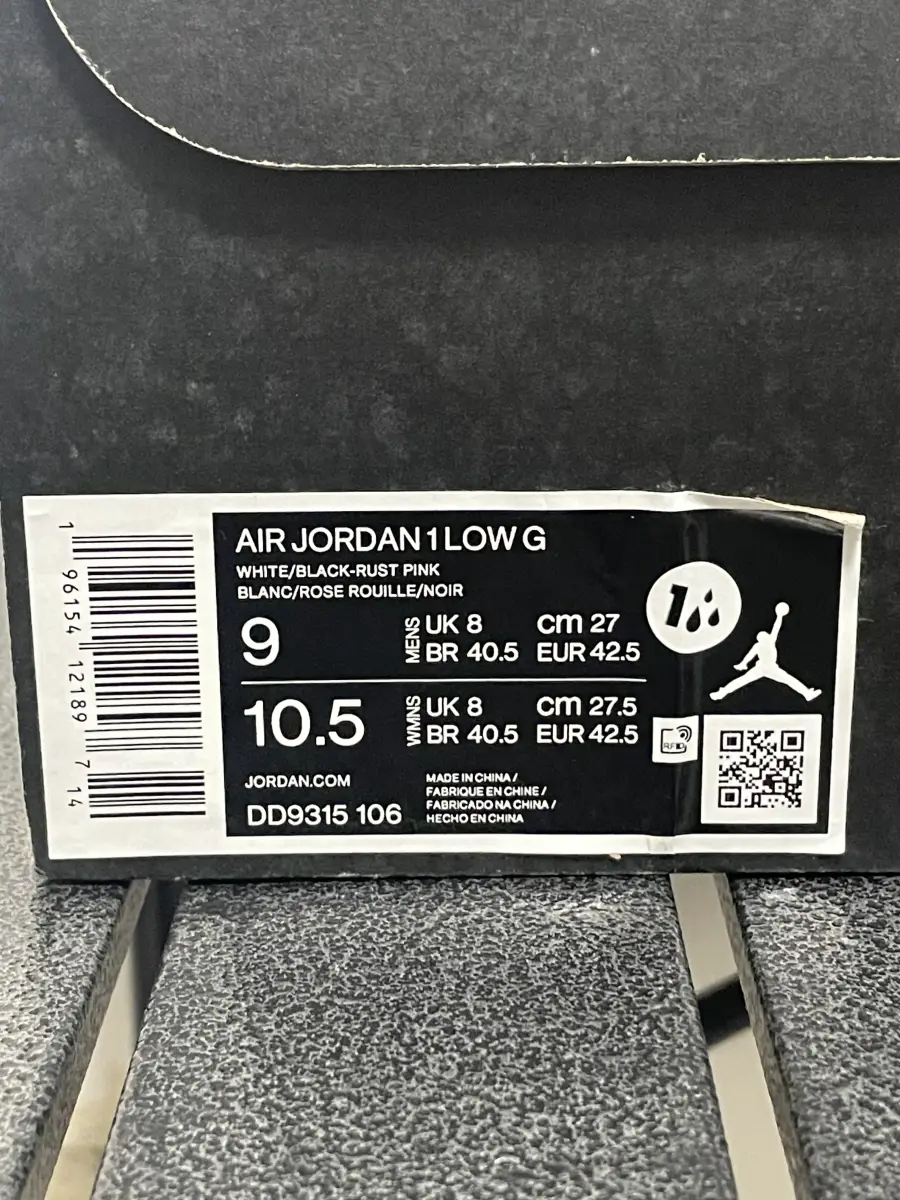 1 96154 12189 7 14
AIR JORDAN 1 LOW G
WHITE/BLACK-RUST PINK
BLANC/ROSE ROUILLE/NOIR
9 MENS UK 8 cm 27
BR 40.5 EUR 42.5
10.5 WMNS UK 8 cm 27.5
BR 40.5 EUR 42.5
JORDAN.COM
DD9315 106
MADE IN CHINA /
FABRIQUE EN CHINE /
FABRICADO NA CHINA /
HECHO EN CHINA
1
RFID